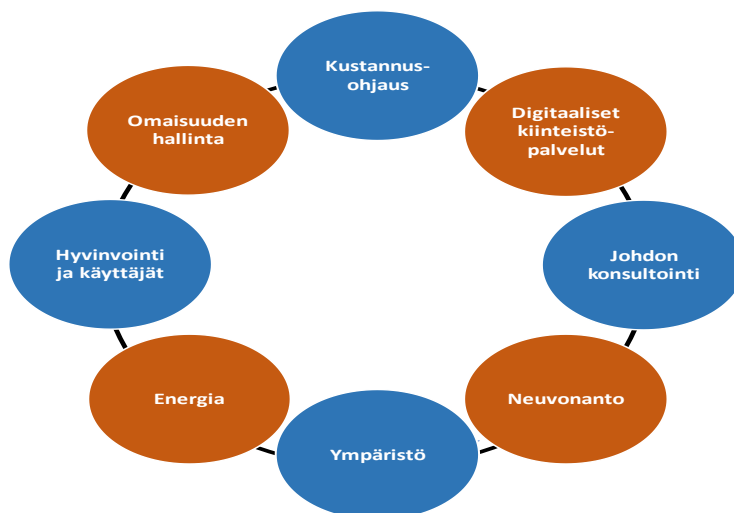 Kustannus-
ohjaus
Digitaaliset
kiinteistö-
palvelut
Johdon
konsultointi
Neuvonanto
Ympäristö
Energia
Hyvinvointi
ja käyttäjät
Omaisuuden
hallinta